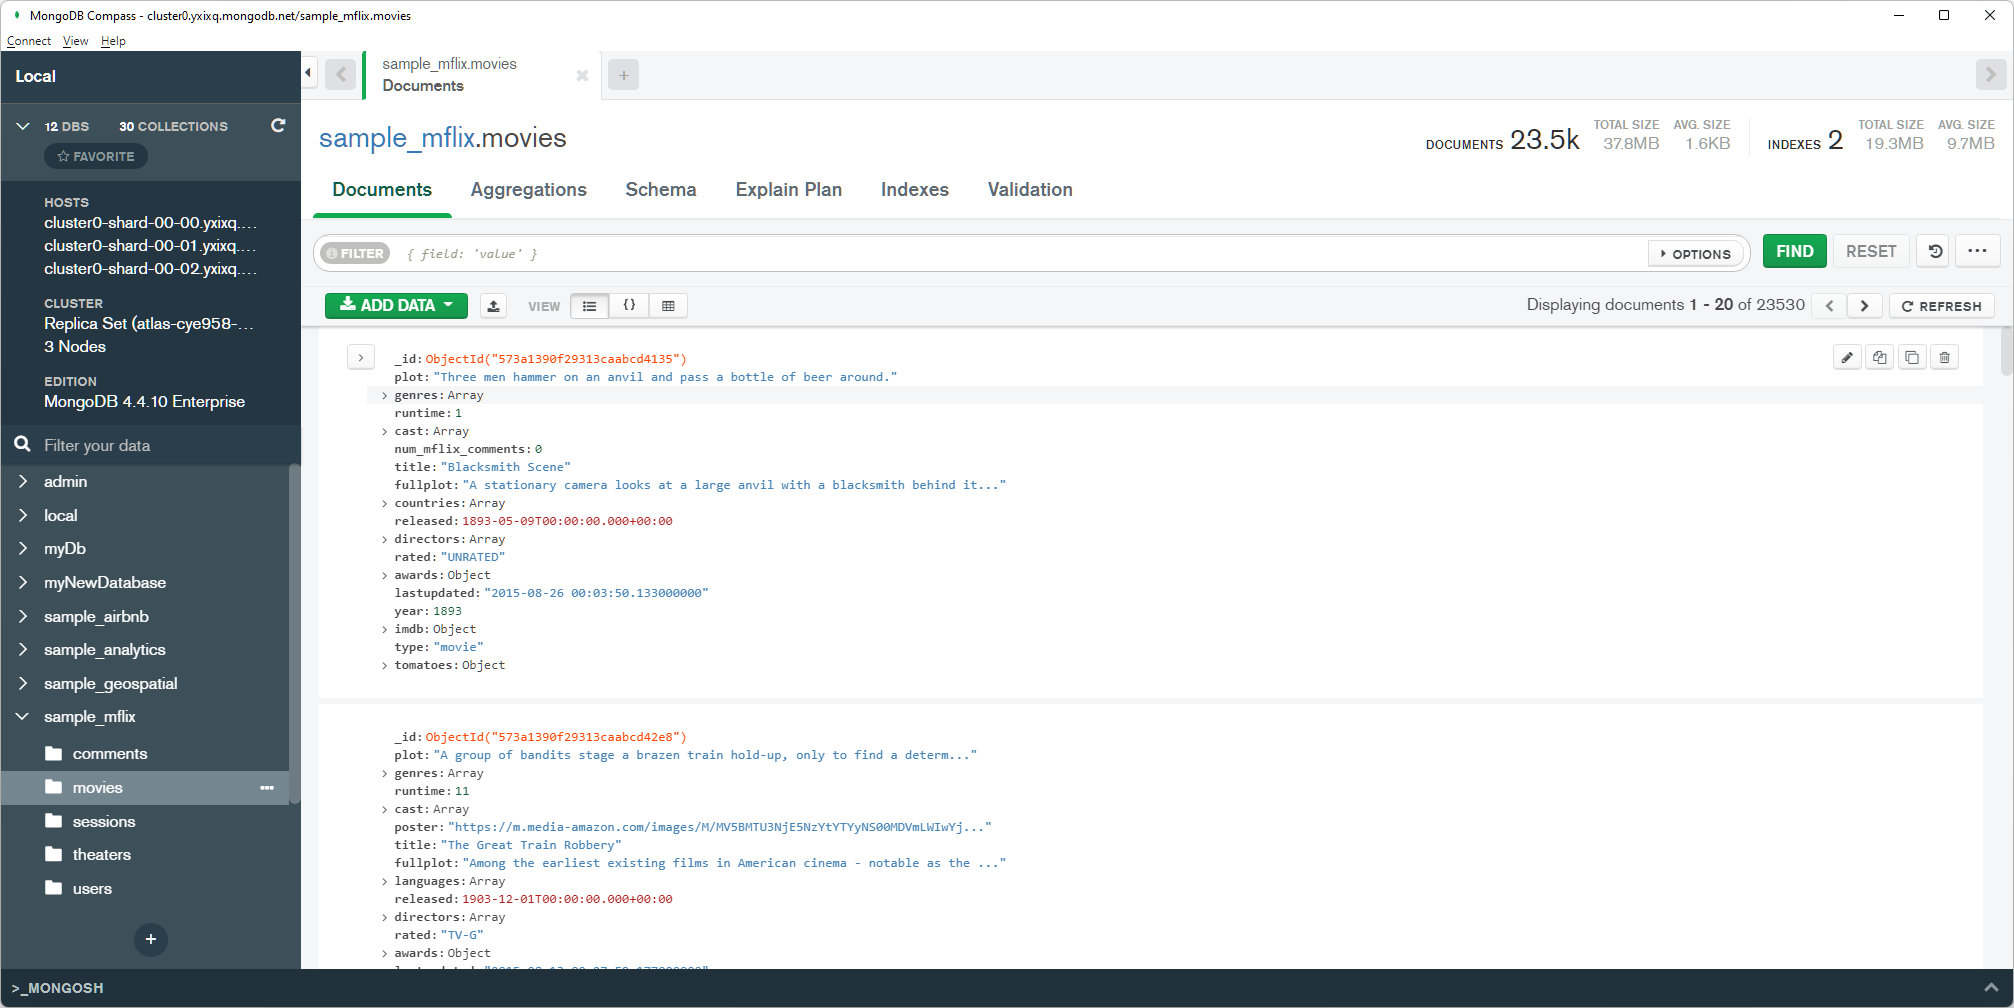 MongoDB Compass - cluster0.yxixq.mongodb.net/sample_mflix.movies
Connect View Help
Local
12 DBS 30 COLLECTIONS
FAVORITE
HOSTS
cluster0-shard-00-00.yxixq....
cluster0-shard-00-01.yxixq....
cluster0-shard-00-02.yxixq....
CLUSTER
Replica Set (atlas-cye958-...
3 Nodes
EDITION
MongoDB 4.4.10 Enterprise
Filter your data
admin
local
myDb
myNewDatabase
sample_airbnb
sample_analytics
sample_geospatial
sample_mflix
comments
movies
sessions
theaters
users
sample_mflix.movies
Documents
sample_mflix.movies
DOCUMENTS 23.5k TOTAL SIZE 37.8MB AVG. SIZE 1.6KB INDEXES 2 TOTAL SIZE 19.3MB AVG. SIZE 9.7MB
Documents Aggregations Schema Explain Plan Indexes Validation
FILTER { field: 'value' } OPTIONS FIND RESET
ADD DATA VIEW {} Displaying documents 1 - 20 of 23530 REFRESH
_id: ObjectId("573a1390f29313caabcd4135")
plot: "Three men hammer on an anvil and pass a bottle of beer around."
genres: Array
runtime: 1
cast: Array
num_mflix_comments: 0
title: "Blacksmith Scene"
fullplot: "A stationary camera looks at a large anvil with a blacksmith behind it..."
countries: Array
released: 1893-05-09T00:00:00.000+00:00
directors: Array
rated: "UNRATED"
awards: Object
lastupdated: "2015-08-26 00:03:50.133000000"
year: 1893
imdb: Object
type: "movie"
tomatoes: Object
_id: ObjectId("573a1390f29313caabcd42e8")
plot: "A group of bandits stage a brazen train hold-up, only to find a determ..."
genres: Array
runtime: 11
cast: Array
poster: "https://m.media-amazon.com/images/M/MV5BMTU3NjE5NzYtYTYyNS00MDVmLWIwYj..."
title: "The Great Train Robbery"
fullplot: "Among the earliest existing films in American cinema - notable as the ..."
languages: Array
released: 1903-12-01T00:00:00.000+00:00
directors: Array
rated: "TV-G"
awards: Object
>_MONGOSH